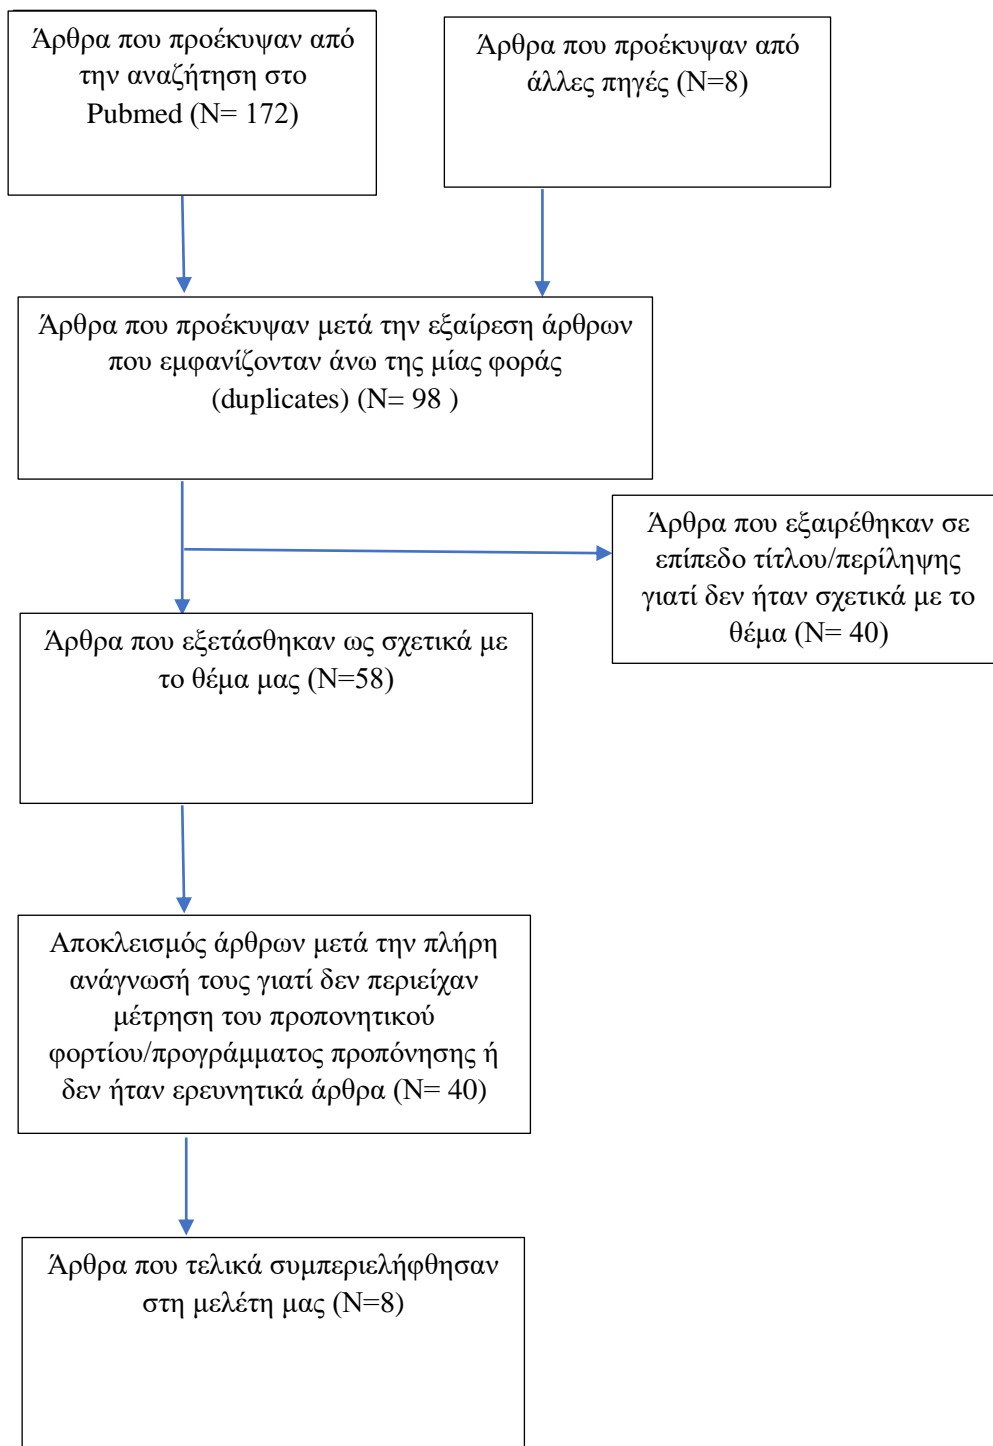 Άρθρα που προέκυψαν από
την αναζήτηση στο
Pubmed (N= 172)
Άρθρα που προέκυψαν από
άλλες πηγές (N=8)
Άρθρα που προέκυψαν μετά την εξαίρεση άρθρων
που εμφανίζονταν άνω της μίας φοράς
(duplicates) (N= 98 )
Άρθρα που εξαιρέθηκαν σε
επίπεδο τίτλου/περίληψης
γιατί δεν ήταν σχετικά με το
θέμα (N= 40)
Άρθρα που εξετάσθηκαν ως σχετικά με
το θέμα μας (N=58)
Αποκλεισμός άρθρων μετά την πλήρη
ανάγνωσή τους γιατί δεν περιείχαν
μέτρηση του προπονητικού
φορτίου/προγράμματος προπόνησης ή
δεν ήταν ερευνητικά άρθρα (N= 40)
Άρθρα που τελικά συμπεριελήφθησαν
στη μελέτη μας (N=8)